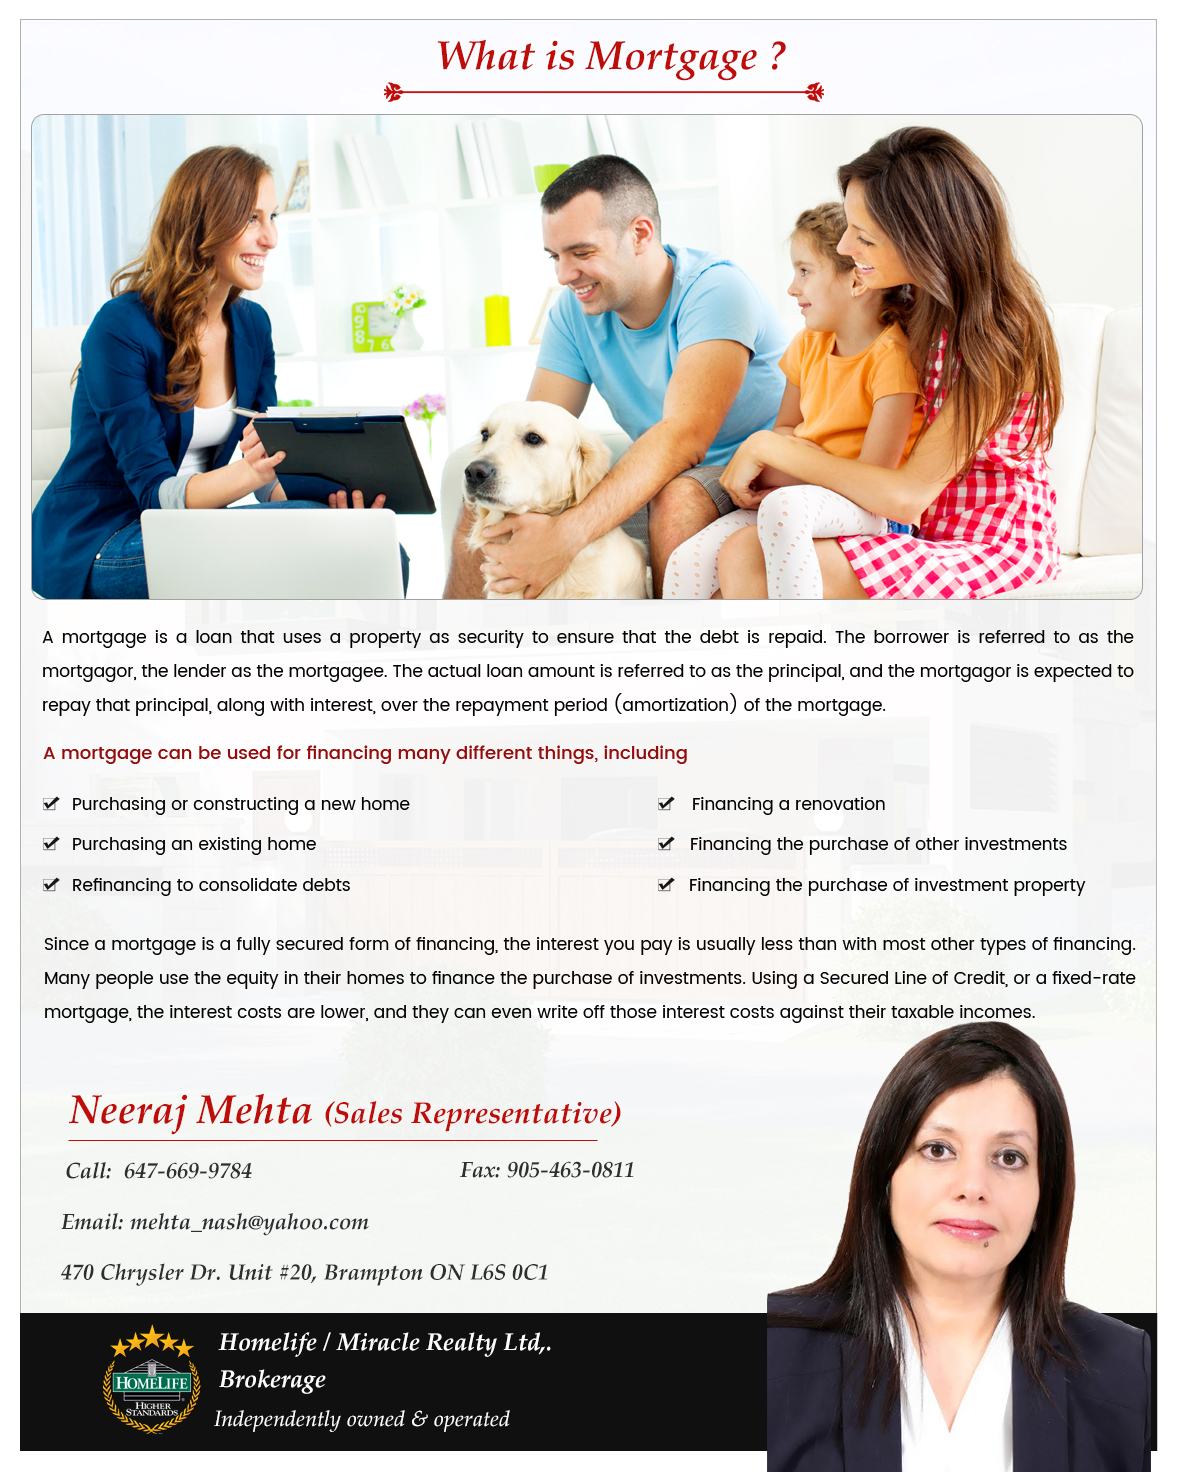 What is Mortgage ?
A mortgage is a loan that uses a property as security to ensure that the debt is repaid. The borrower is referred to as the
mortgagor, the lender as the mortgagee. The actual loan amount is referred to as the principal, and the mortgagor is expected to
repay that principal, along with interest, over the repayment period (amortization) of the mortgage.
A mortgage can be used for financing many different things, including
Purchasing or constructing a new home
Purchasing an existing home
Refinancing to consolidate debts
Financing a renovation
Financing the purchase of other investments
Financing the purchase of investment property
Since a mortgage is a fully secured form of financing, the interest you pay is usually less than with most other types of financing.
Many people use the equity in their homes to finance the purchase of investments. Using a Secured Line of Credit, or a fixed-rate
mortgage, the interest costs are lower, and they can even write off those interest costs against their taxable incomes.
Neeraj Mehta (Sales Representative)
Call: 647-669-9784
Fax: 905-463-0811
Email: mehta_nash@yahoo.com
470 Chrysler Dr. Unit #20, Brampton ON L6S 0C1
HOMELIFE
HIGHER
STANDARDS
Homelife / Miracle Realty Ltd,.
Brokerage
Independently owned & operated